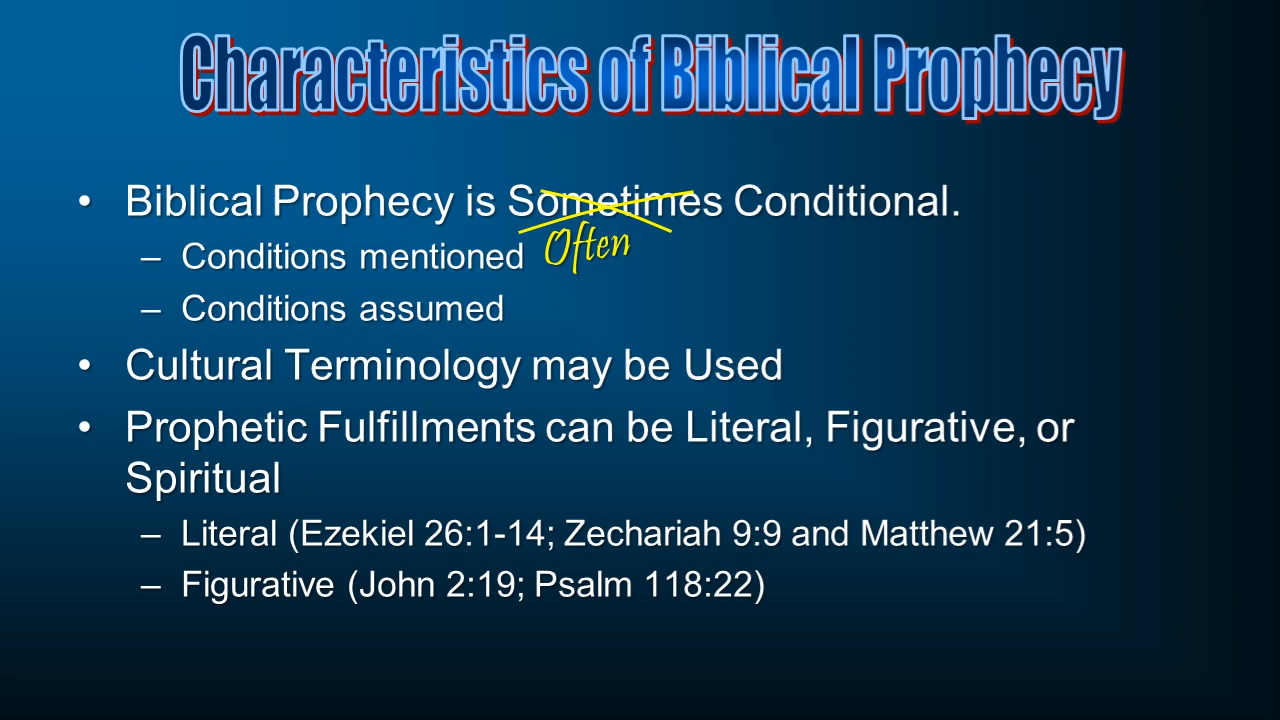 Characteristics of Biblical Prophecy
• Biblical Prophecy is Sometimes Conditional.
Often
– Conditions mentioned
– Conditions assumed
• Cultural Terminology may be Used
• Prophetic Fulfillments can be Literal, Figurative, or
Spiritual
– Literal (Ezekiel 26:1-14; Zechariah 9:9 and Matthew 21:5)
– Figurative (John 2:19; Psalm 118:22)